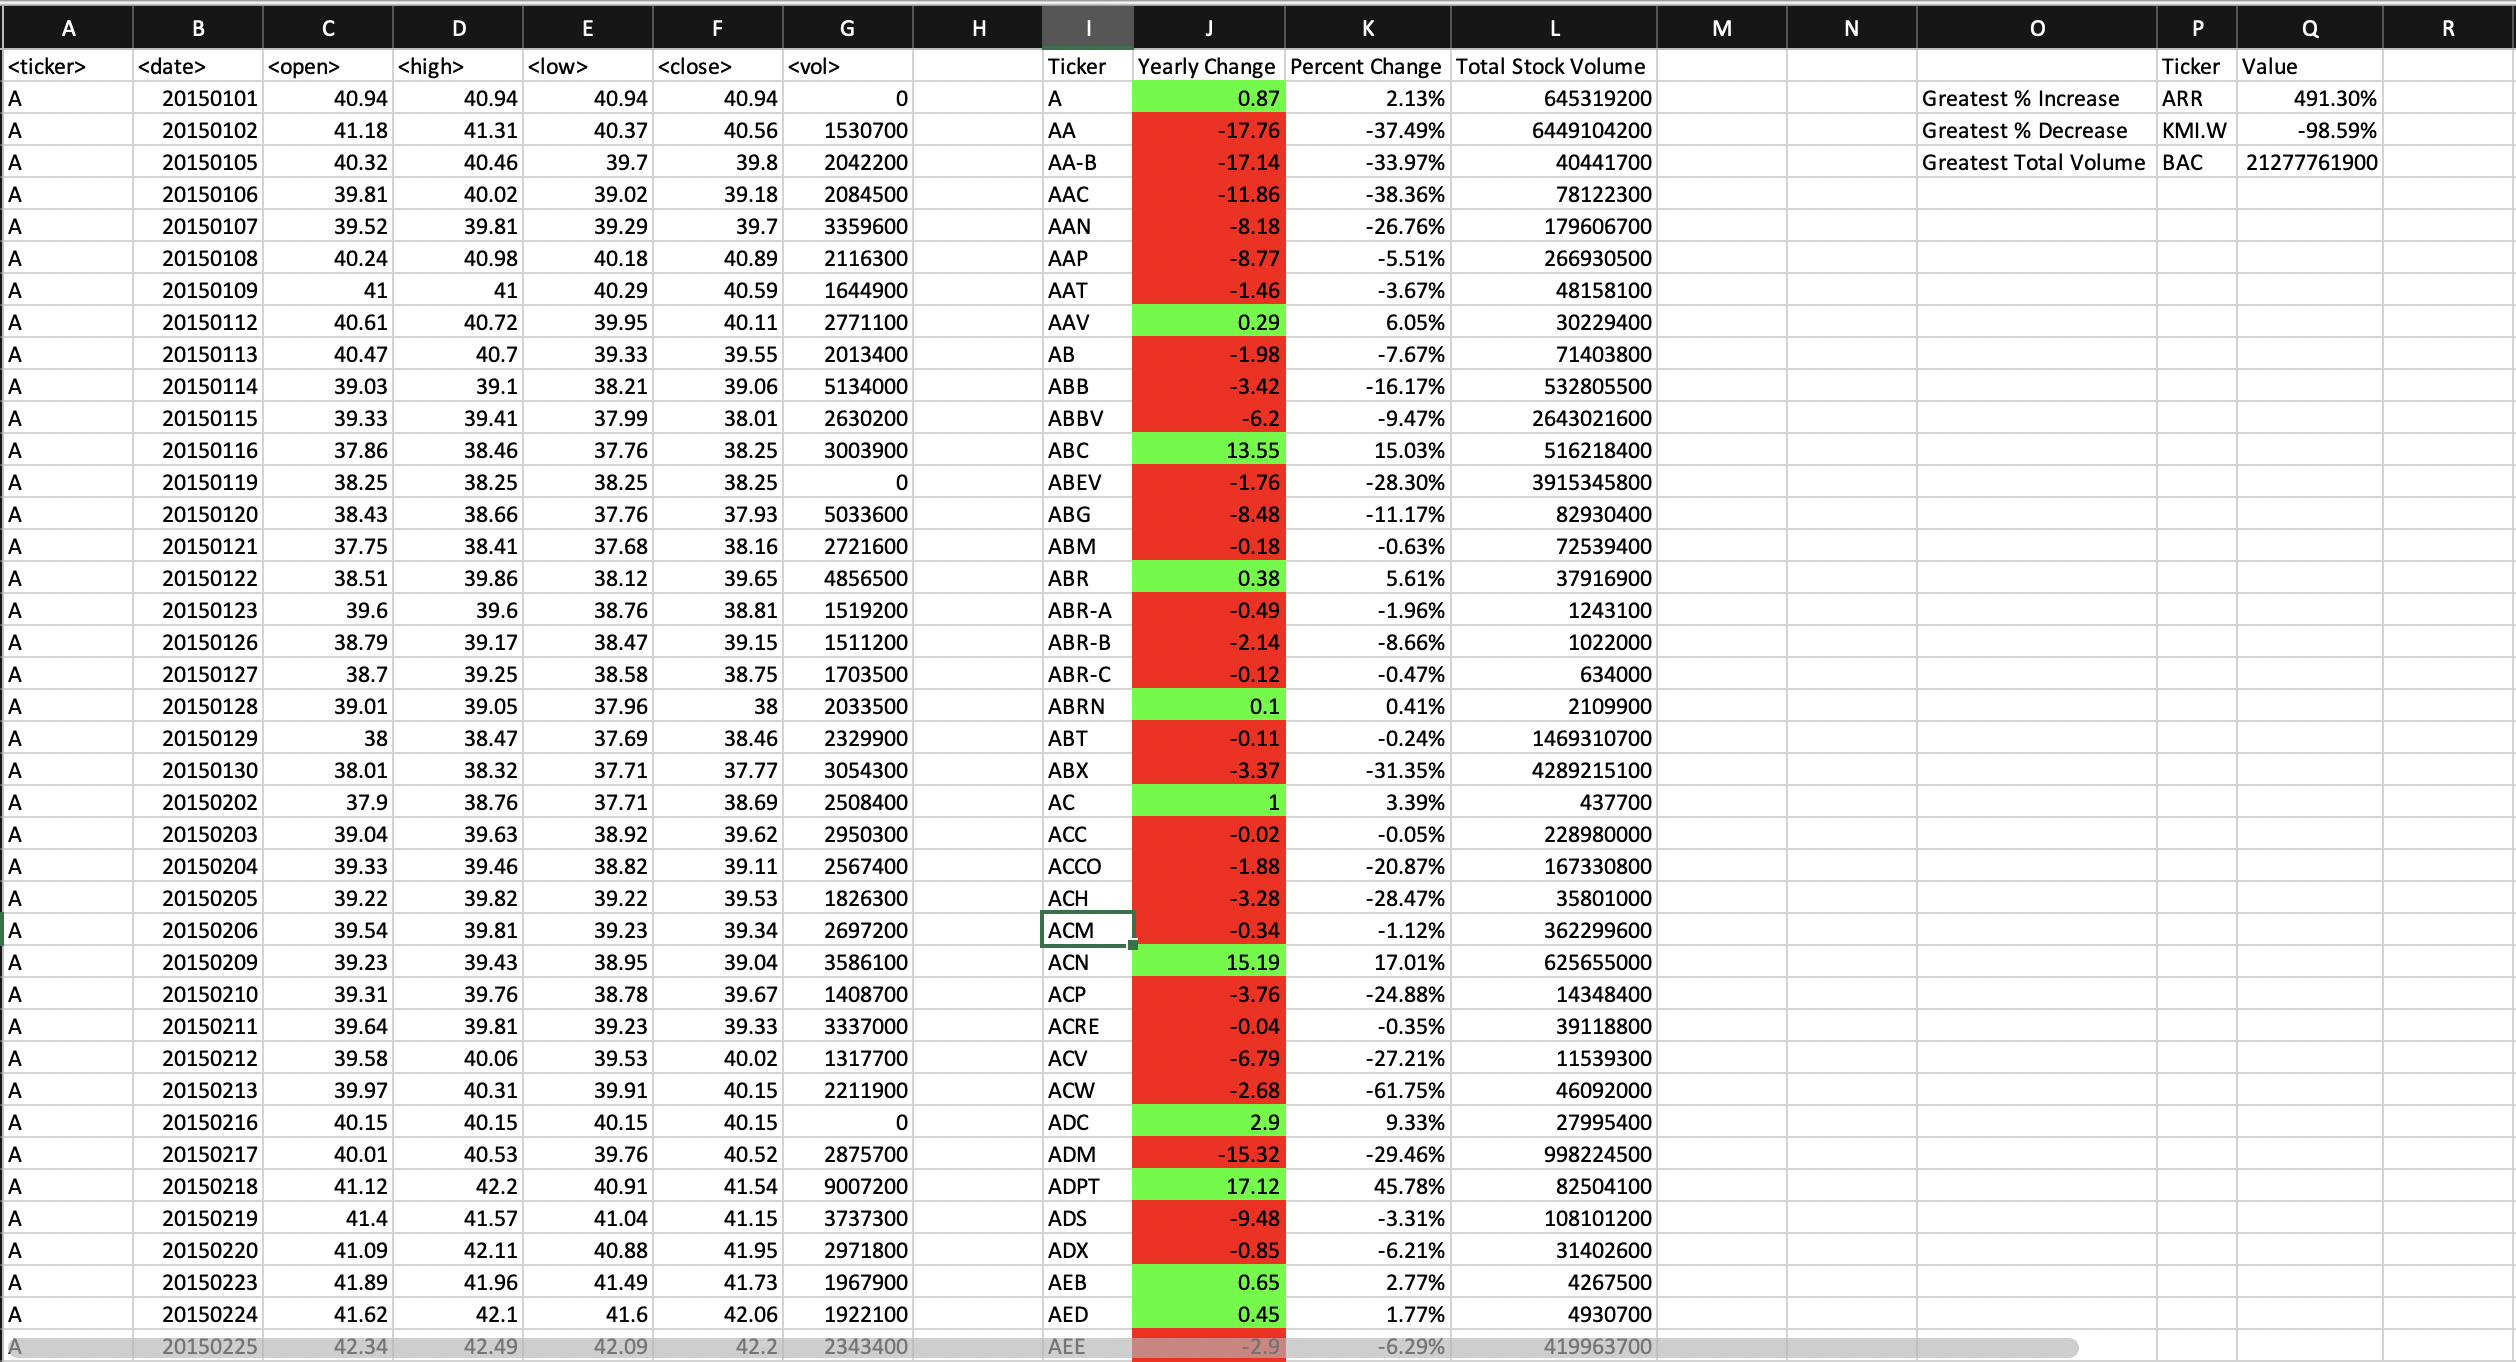 A B C D E F G H I J K L M N O P Q R
<ticker> <date> <open> <high> <low> <close> <vol> Ticker Yearly Change Percent Change Total Stock Volume Ticker Value
A 20150101 40.94 40.94 40.94 40.94 0 A 0.87 2.13% 645319200 Greatest % Increase ARR 491.30%
A 20150102 41.18 41.31 40.37 40.56 1530700 AA -17.76 -37.49% 6449104200 Greatest % Decrease KMI.W -98.59%
A 20150105 40.32 40.46 39.7 39.8 2042200 AA-B -17.14 -33.97% 40441700 Greatest Total Volume BAC 21277761900
A 20150106 39.81 40.02 39.02 39.18 2084500 AAC -11.86 -38.36% 78122300
A 20150107 39.52 39.81 39.29 39.7 3359600 AAN -8.18 -26.76% 179606700
A 20150108 40.24 40.98 40.18 40.89 2116300 AAP -8.77 -5.51% 266930500
A 20150109 41 41 40.29 40.59 1644900 AAT -1.46 -3.67% 48158100
A 20150112 40.61 40.72 39.95 40.11 2771100 AAV 0.29 6.05% 30229400
A 20150113 40.47 40.7 39.33 39.55 2013400 AB -1.98 -7.67% 71403800
A 20150114 39.03 39.1 38.21 39.06 5134000 ABB -3.42 -16.17% 532805500
A 20150115 39.33 39.41 37.99 38.01 2630200 ABBV -6.2 -9.47% 2643021600
A 20150116 37.86 38.46 37.76 38.25 3003900 ABC 13.55 15.03% 516218400
A 20150119 38.25 38.25 38.25 38.25 0 ABEV -1.76 -28.30% 3915345800
A 20150120 38.43 38.66 37.76 37.93 5033600 ABG -8.48 -11.17% 82930400
A 20150121 37.75 38.41 37.68 38.16 2721600 ABM -0.18 -0.63% 72539400
A 20150122 38.51 39.86 38.12 39.65 4856500 ABR 0.38 5.61% 37916900
A 20150123 39.6 39.6 38.76 38.81 1519200 ABR-A -0.49 -1.96% 1243100
A 20150126 38.79 39.17 38.47 39.15 1511200 ABR-B -2.14 -8.66% 1022000
A 20150127 38.7 39.25 38.58 38.75 1703500 ABR-C -0.12 -0.47% 634000
A 20150128 39.01 39.05 37.96 38 2033500 ABRN 0.1 0.41% 2109900
A 20150129 38 38.47 37.69 38.46 2329900 ABT -0.11 -0.24% 1469310700
A 20150130 38.01 38.32 37.71 37.77 3054300 ABX -3.37 -31.35% 4289215100
A 20150202 37.9 38.76 37.71 38.69 2508400 AC 1 3.39% 437700
A 20150203 39.04 39.63 38.92 39.62 2950300 ACC -0.02 -0.05% 228980000
A 20150204 39.33 39.46 38.82 39.11 2567400 ACCO -1.88 -20.87% 167330800
A 20150205 39.22 39.82 39.22 39.53 1826300 ACH -3.28 -28.47% 35801000
A 20150206 39.54 39.81 39.23 39.34 2697200 ACM -0.34 -1.12% 362299600
A 20150209 39.23 39.43 38.95 39.04 3586100 ACN 15.19 17.01% 625655000
A 20150210 39.31 39.76 38.78 39.67 1408700 ACP -3.76 -24.88% 14348400
A 20150211 39.64 39.81 39.23 39.33 3337000 ACRE -0.04 -0.35% 39118800
A 20150212 39.58 40.06 39.53 40.02 1317700 ACV -6.79 -27.21% 11539300
A 20150213 39.97 40.31 39.91 40.15 2211900 ACW -2.68 -61.75% 46092000
A 20150216 40.15 40.15 40.15 40.15 0 ADC 2.9 9.33% 27995400
A 20150217 40.01 40.53 39.76 40.52 2875700 ADM -15.32 -29.46% 998224500
A 20150218 41.12 42.2 40.91 41.54 9007200 ADPT 17.12 45.78% 82504100
A 20150219 41.4 41.57 41.04 41.15 3737300 ADS -9.48 -3.31% 108101200
A 20150220 41.09 42.11 40.88 41.95 2971800 ADX -0.85 -6.21% 31402600
A 20150223 41.89 41.96 41.49 41.73 1967900 AEB 0.65 2.77% 4267500
A 20150224 41.62 42.1 41.6 42.06 1922100 AED 0.45 1.77% 4930700
A 20150225 42.34 42.49 42.09 42.2 2343400 AEE -2.9 -6.29% 419963700